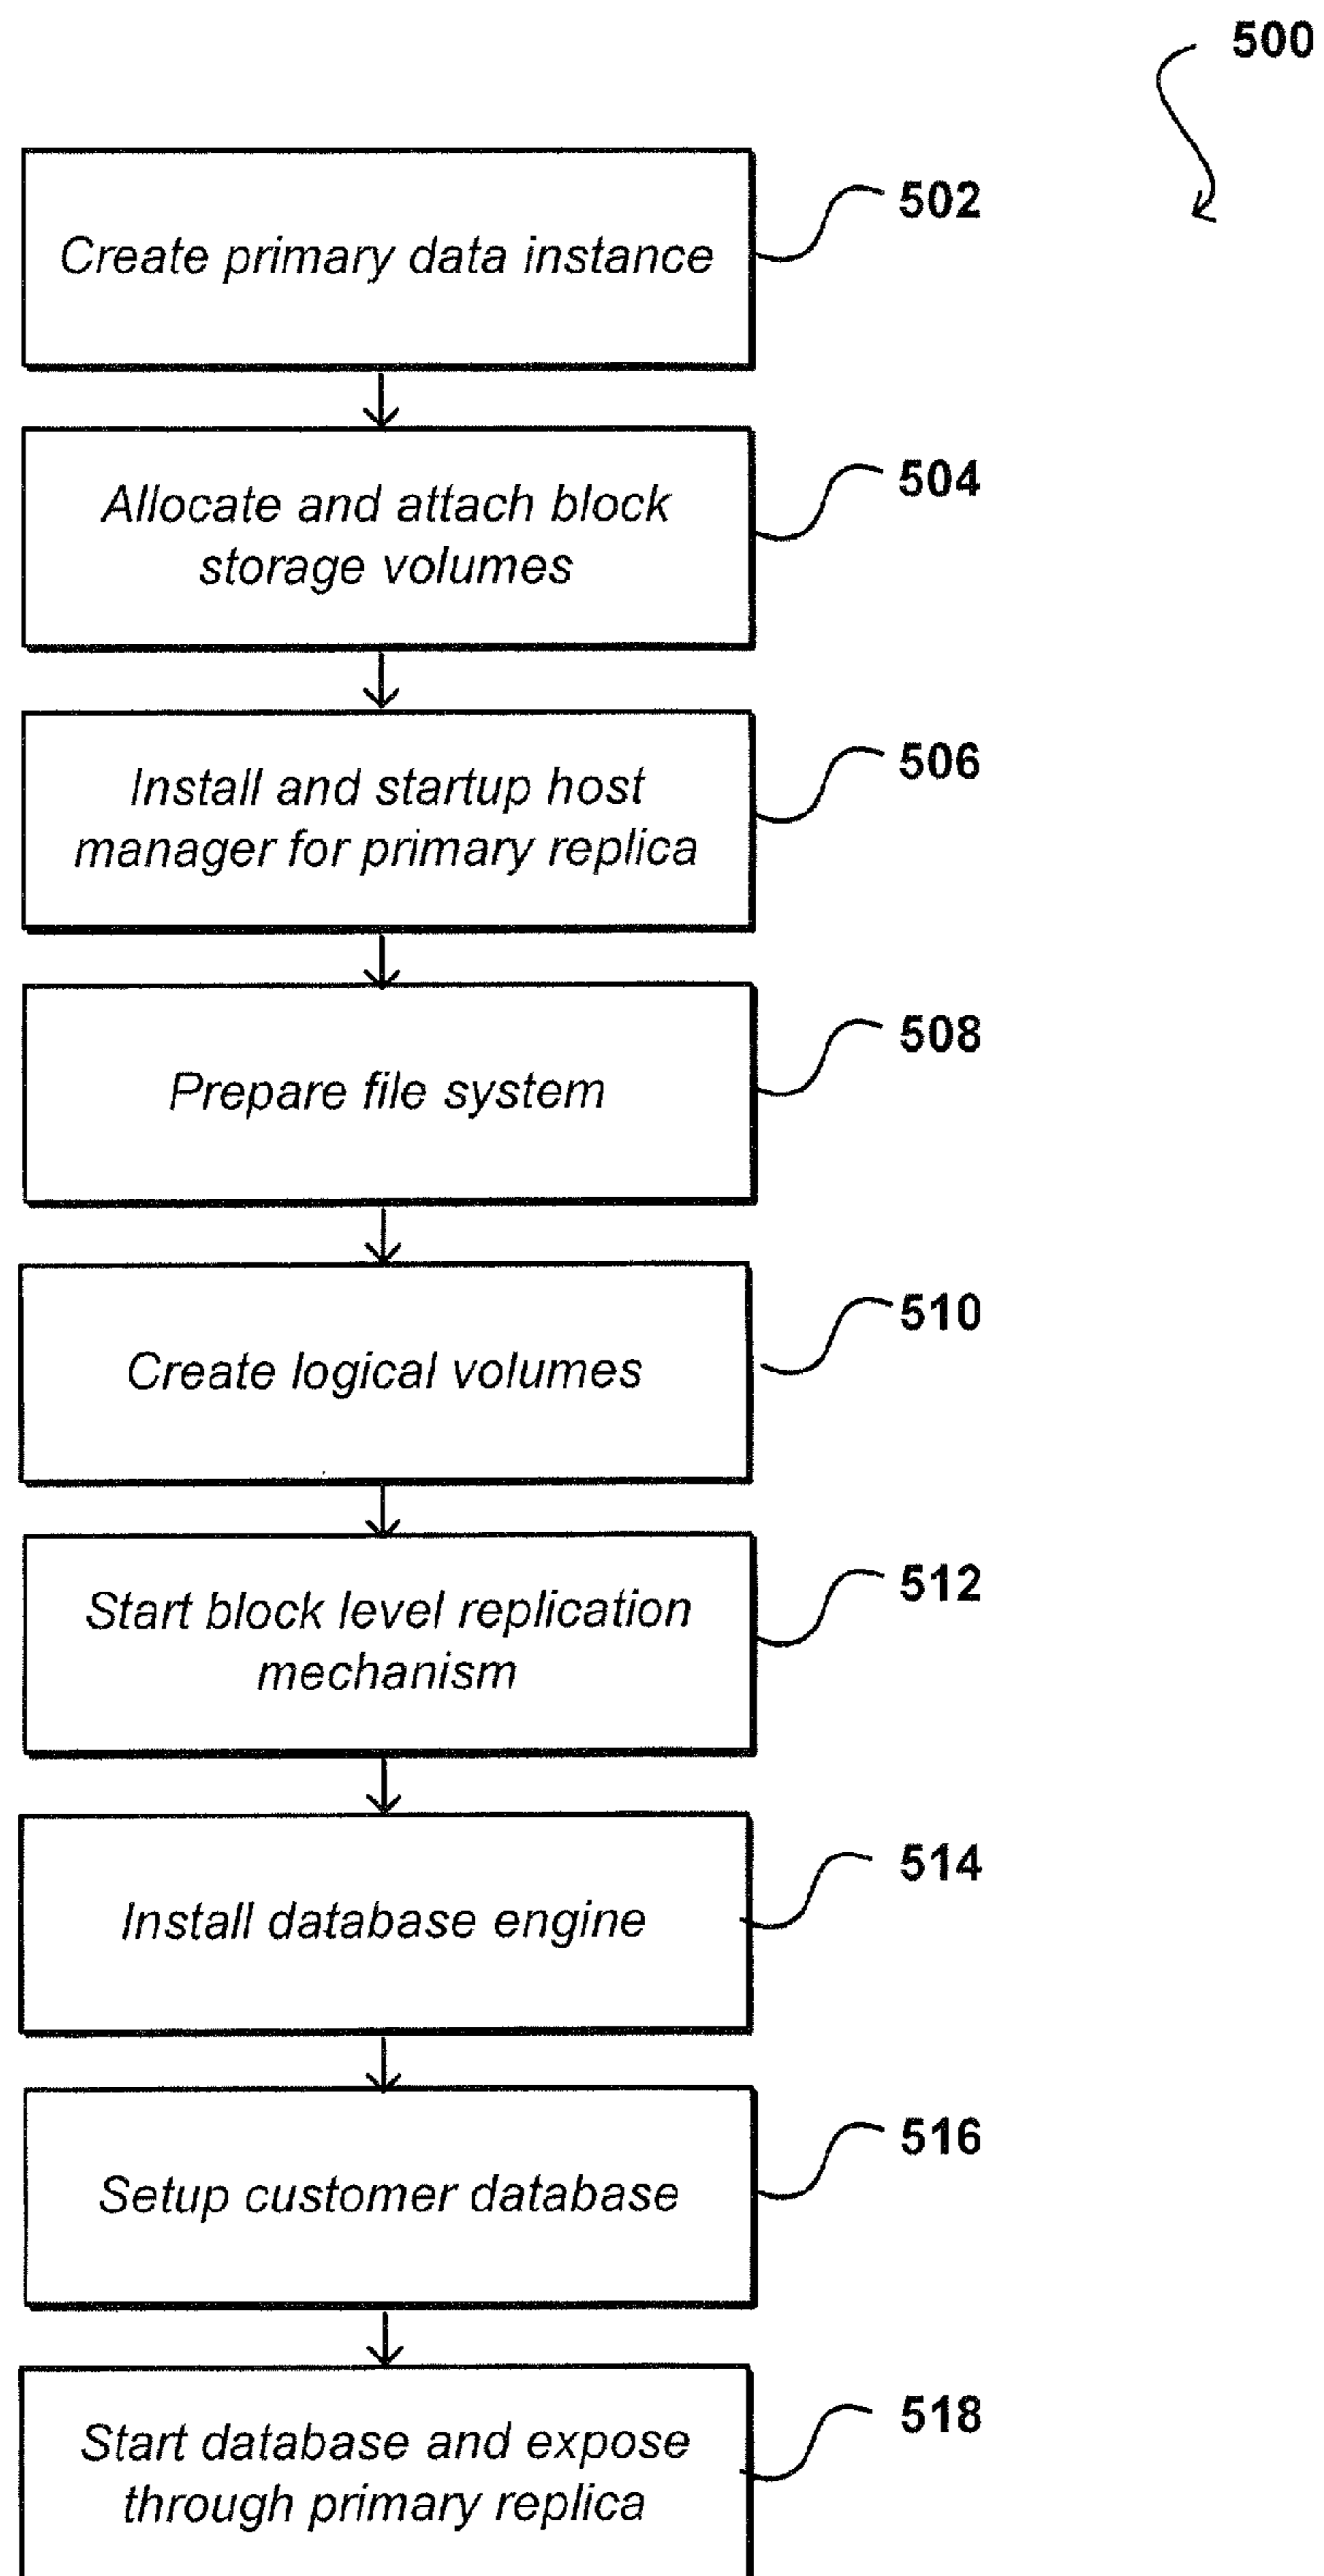 500
Create primary data instance
502
Allocate and attach block
storage volumes
504
Install and startup host
manager for primary replica
506
Prepare file system
508
Create logical volumes
510
Start block level replication
mechanism
512
Install database engine
514
Setup customer database
516
Start database and expose
through primary replica
518